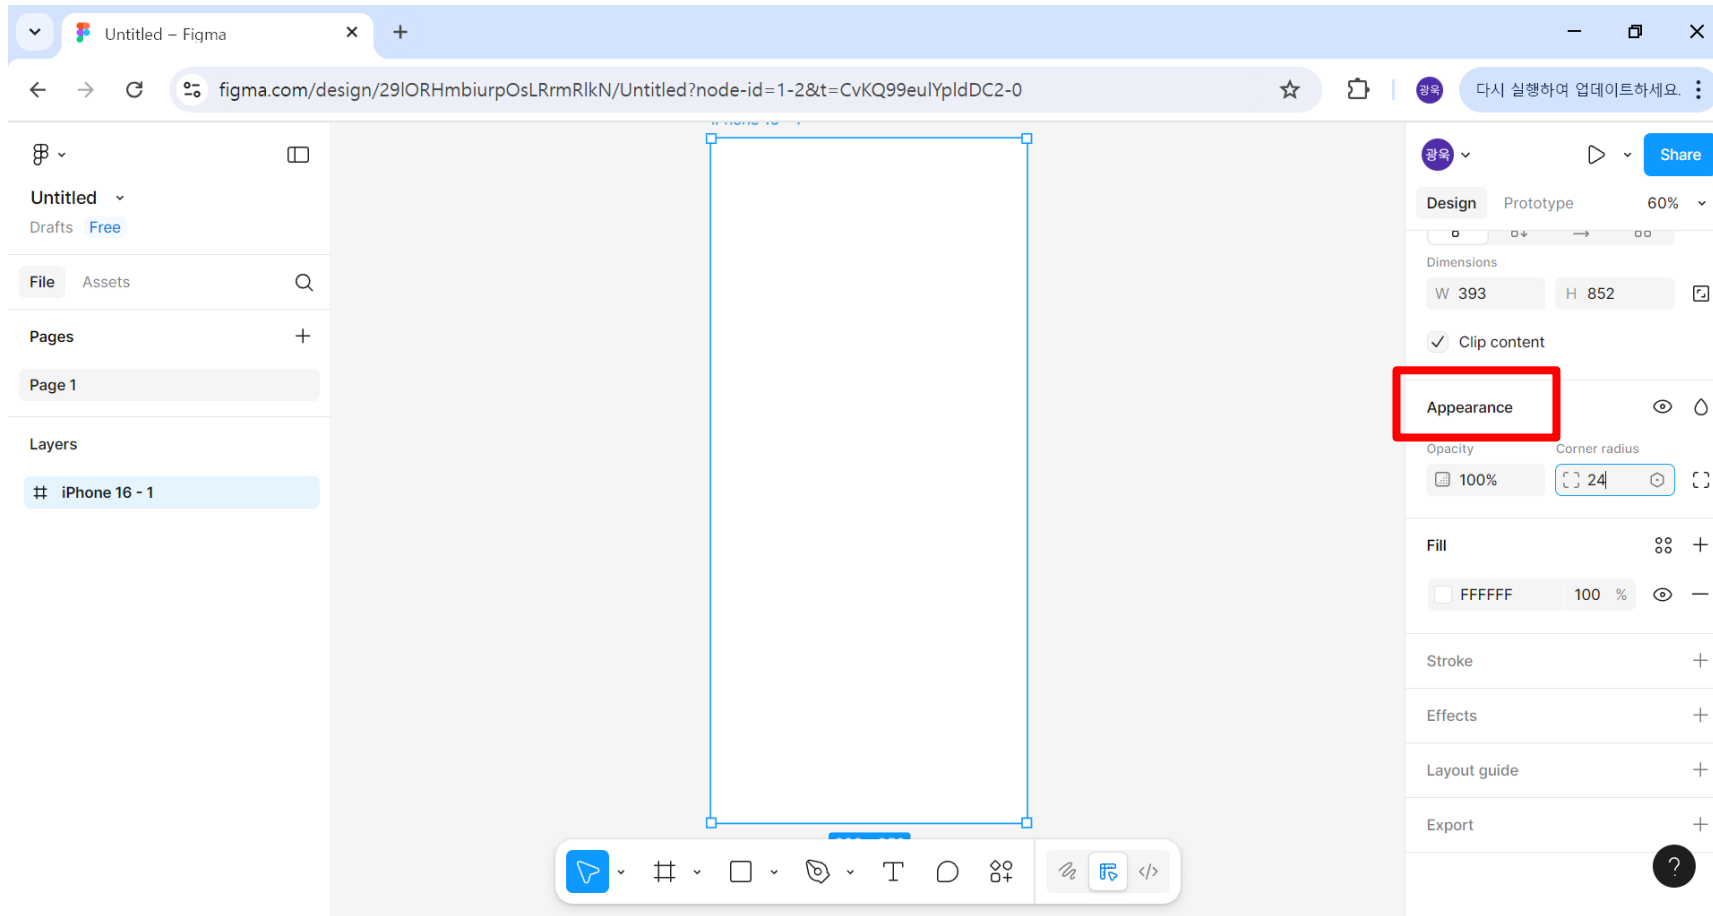 Untitled – Figma
figma.com/design/29lORHmbiurpOsLRrmRlkN/Untitled?node-id=1-2&t=CvKQ99eulYpldDC2-0
광욱
다시 실행하여 업데이트하세요.
Untitled
Drafts Free
File Assets
Pages
Page 1
Layers
iPhone 16 - 1
광욱
Share
Design Prototype 60%
Dimensions
W 393 H 852
Clip content
Appearance
Opacity Corner radius
100% 24
Fill
FFFFFF 100 %
Stroke
Effects
Layout guide
Export
?